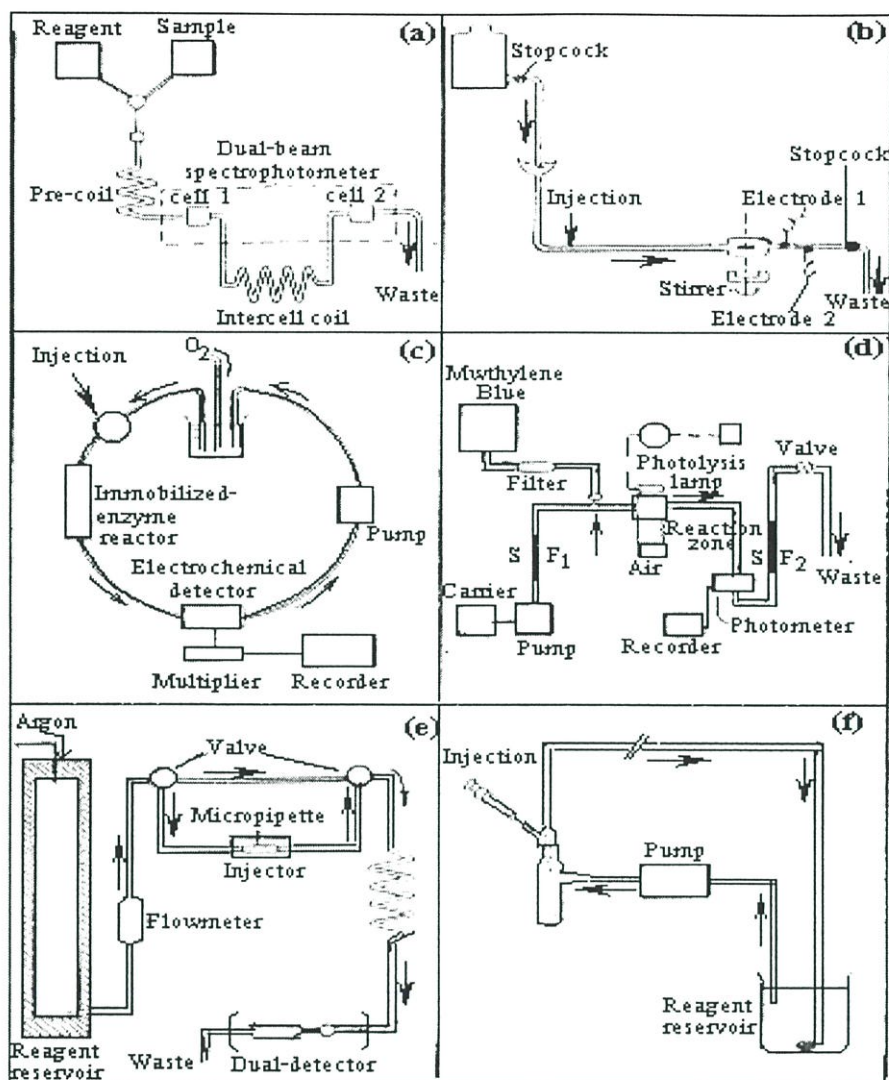 Reagent
Sample
(a)
Dual-beam
spectrophotometer
Pre-coil
cell 1
cell 2
Waste
Intercell coil
(b)
Stopcock
Stopcock
Injection
Electrode 1
Stirrer
Waste
Electrode 2
(c)
O2
Injection
Immobilized-
enzyme
reactor
Pump
Electrochemical
detector
Multiplier
Recorder
(d)
Mwthylene
Blue
Valve
Filter
Photolysis
lamp
Reaction
zone
S
F1
S
F2
Air
Waste
Carrier
Pump
Recorder
Photometer
(e)
Argon
Valve
Micropipette
Injector
Flowmeter
Reagent
reservoir
Waste
Dual-detector
(f)
Injection
Pump
Reagent
reservoir